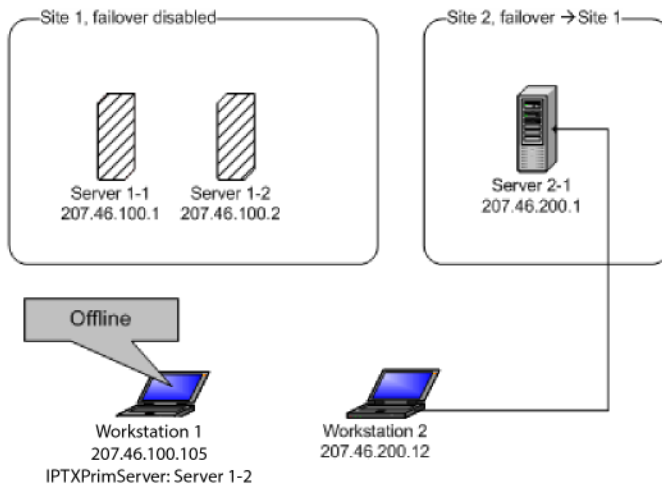 Site 1, failover disabled
Site 2, failover → Site 1
Server 1-1
207.46.100.1
Server 1-2
207.46.100.2
Server 2-1
207.46.200.1
Offline
Workstation 1
207.46.100.105
IPTXPrimServer: Server 1-2
Workstation 2
207.46.200.12